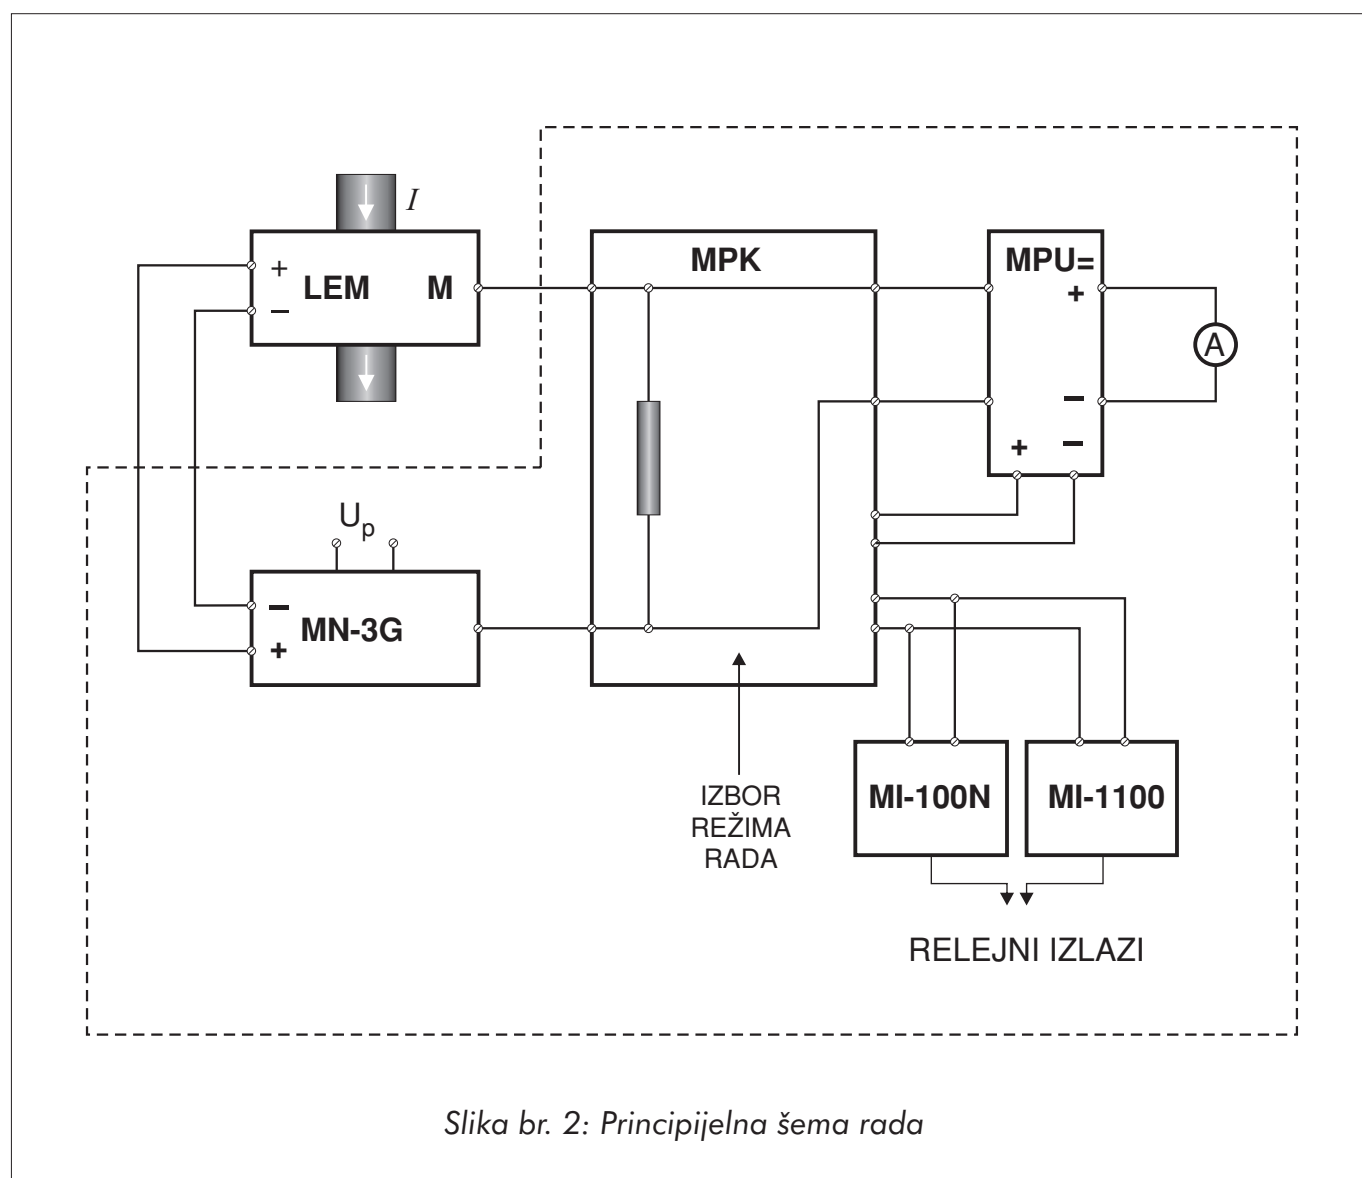 I
MPK
MPU=
+
+
LEM
M
−
A
−
+
−
U
p
−
MN-3G
+
IZBOR
REŽIMA
RADA
MI-100N
MI-1100
RELEJNI IZLAZI
Slika br. 2: Principijelna šema rada